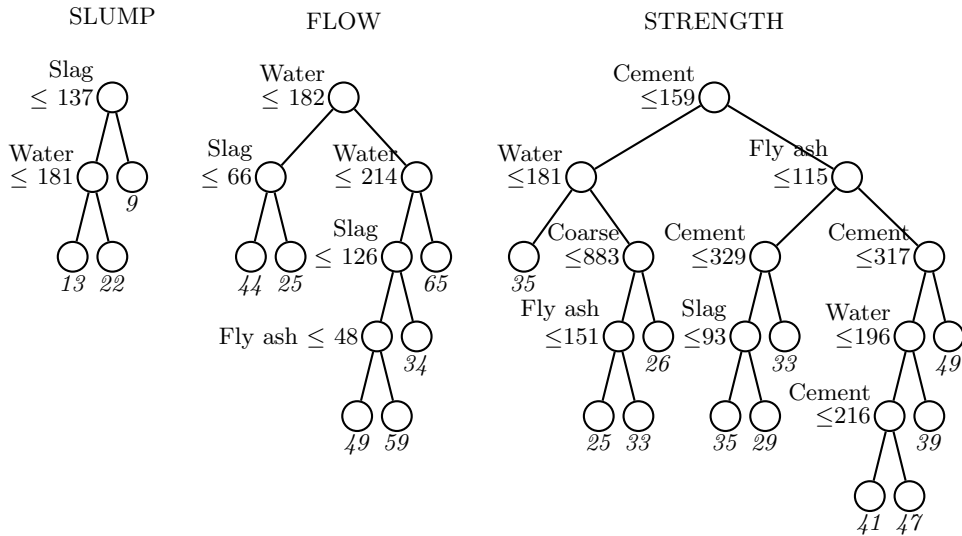 SLUMP
FLOW
STRENGTH
Slag
≤ 137
Water
≤ 182
Cement
≤159
Water
≤ 181
9
Slag
≤ 66
Water
≤ 214
Water
≤181
Fly ash
≤115
13 22
44 25
Slag
≤ 126
65
35
Coarse
≤883
Cement
≤329
Cement
≤317
Fly ash ≤ 48
34
Fly ash
≤151
26
Slag
≤93
33
Water
≤196
49
49 59
25 33
35 29
Cement
≤216
39
41 47